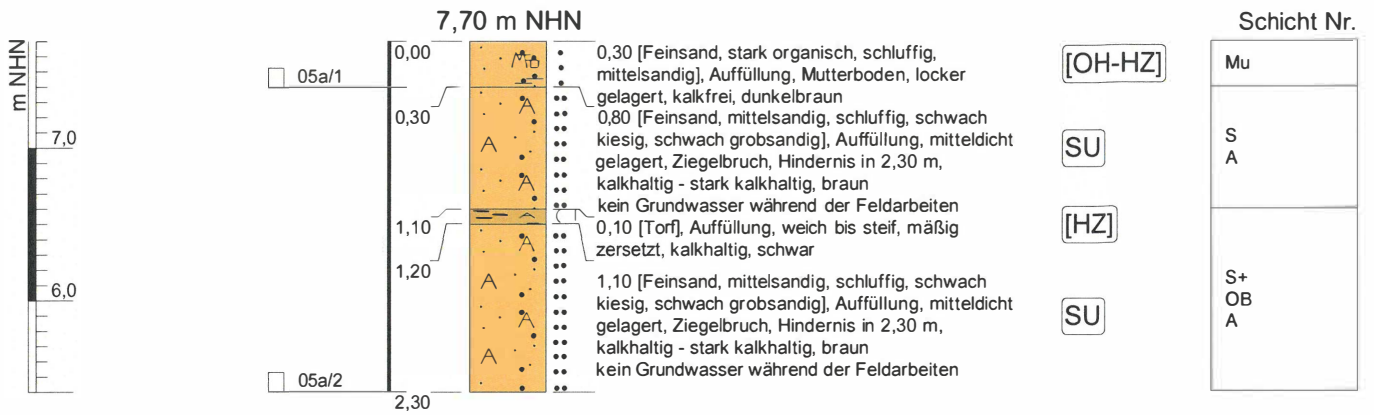 7,70 m NHN
Schicht Nr.
m NHN
7,0
6,0
05a/1
05a/2
0,00
0,30
1,10
1,20
2,30
Mu
A
A
A
A
A
A
A
A
0,30 [Feinsand, stark organisch, schluffig,
mittelsandig], Auffüllung, Mutterboden, locker
gelagert, kalkfrei, dunkelbraun
0,80 [Feinsand, mittelsandig, schluffig, schwach
kiesig, schwach grobsandig], Auffüllung, mitteldicht
gelagert, Ziegelbruch, Hindernis in 2,30 m,
kalkhaltig - stark kalkhaltig, braun
kein Grundwasser während der Feldarbeiten
0,10 [Torf], Auffüllung, weich bis steif, mäßig
zersetzt, kalkhaltig, schwar
1,10 [Feinsand, mittelsandig, schluffig, schwach
kiesig, schwach grobsandig], Auffüllung, mitteldicht
gelagert, Ziegelbruch, Hindernis in 2,30 m,
kalkhaltig - stark kalkhaltig, braun
kein Grundwasser während der Feldarbeiten
[OH-HZ]
SU
[HZ]
SU
Mu
S
A
S+
OB
A